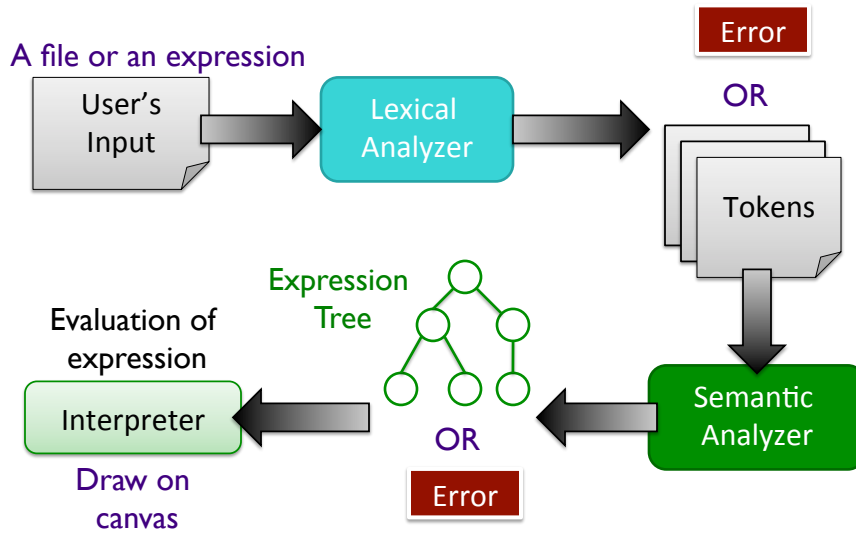 A file or an expression
User's
Input
Lexical
Analyzer
Error
OR
Tokens
Semantic
Analyzer
Expression
Tree
OR
Error
Evaluation of
expression
Interpreter
Draw on
canvas